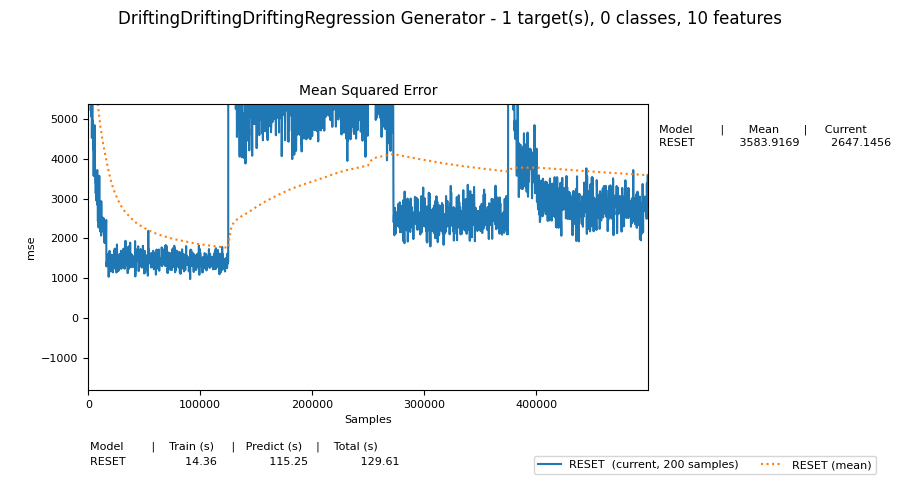 DriftingDriftingDriftingRegression Generator - 1 target(s), 0 classes, 10 features
Mean Squared Error
5000
4000
3000
2000
1000
0
−1000
mse
0 100000 200000 300000 400000
Samples
Model | Mean | Current
RESET 3583.9169 2647.1456
Model | Train (s) | Predict (s) | Total (s)
RESET 14.36 115.25 129.61
RESET (current, 200 samples) RESET (mean)